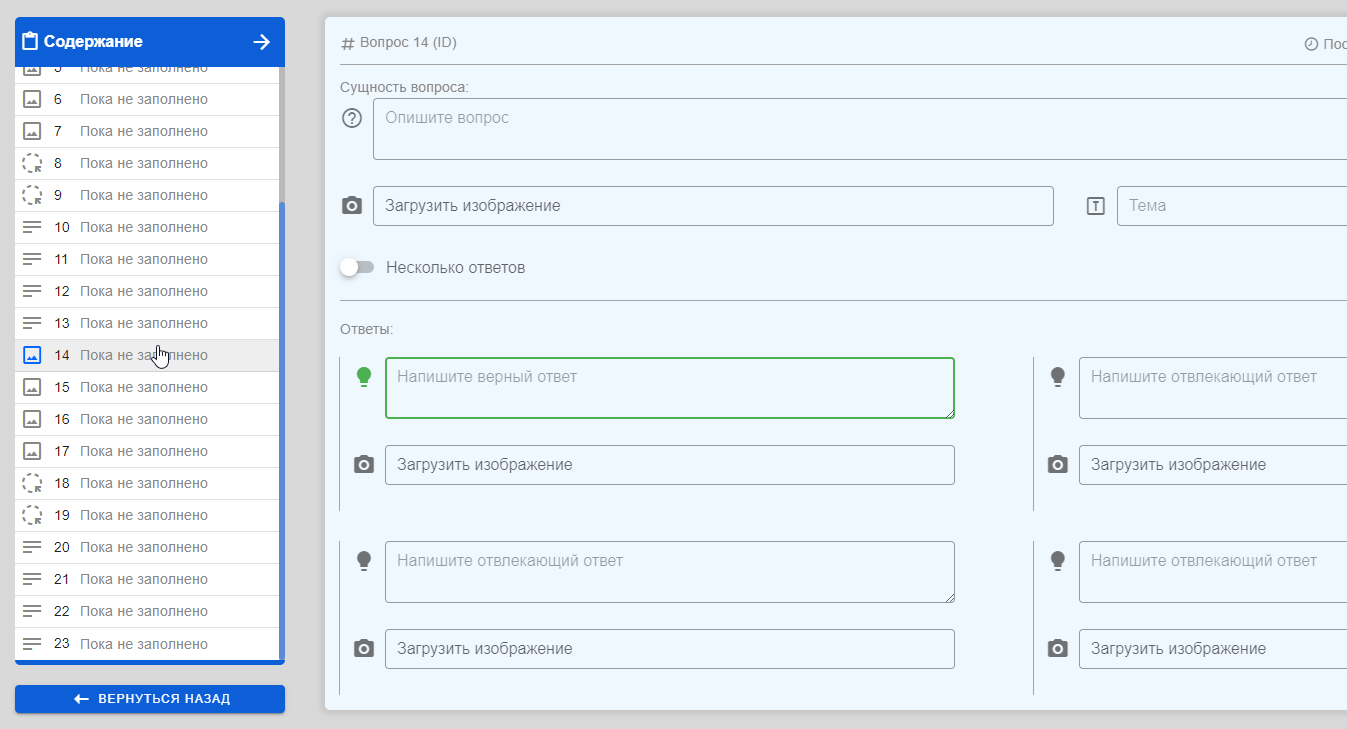 Содержание
5 Пока не заполнено
6 Пока не заполнено
7 Пока не заполнено
8 Пока не заполнено
9 Пока не заполнено
10 Пока не заполнено
11 Пока не заполнено
12 Пока не заполнено
13 Пока не заполнено
14 Пока не заполнено
15 Пока не заполнено
16 Пока не заполнено
17 Пока не заполнено
18 Пока не заполнено
19 Пока не заполнено
20 Пока не заполнено
21 Пока не заполнено
22 Пока не заполнено
23 Пока не заполнено
ВЕРНУТЬСЯ НАЗАД
# Вопрос 14 (ID)
Сущность вопроса:
Опишите вопрос
Загрузить изображение
T Тема
Несколько ответов
Ответы:
Напишите верный ответ
Напишите отвлекающий ответ
Загрузить изображение
Загрузить изображение
Напишите отвлекающий ответ
Напишите отвлекающий ответ
Загрузить изображение
Загрузить изображение